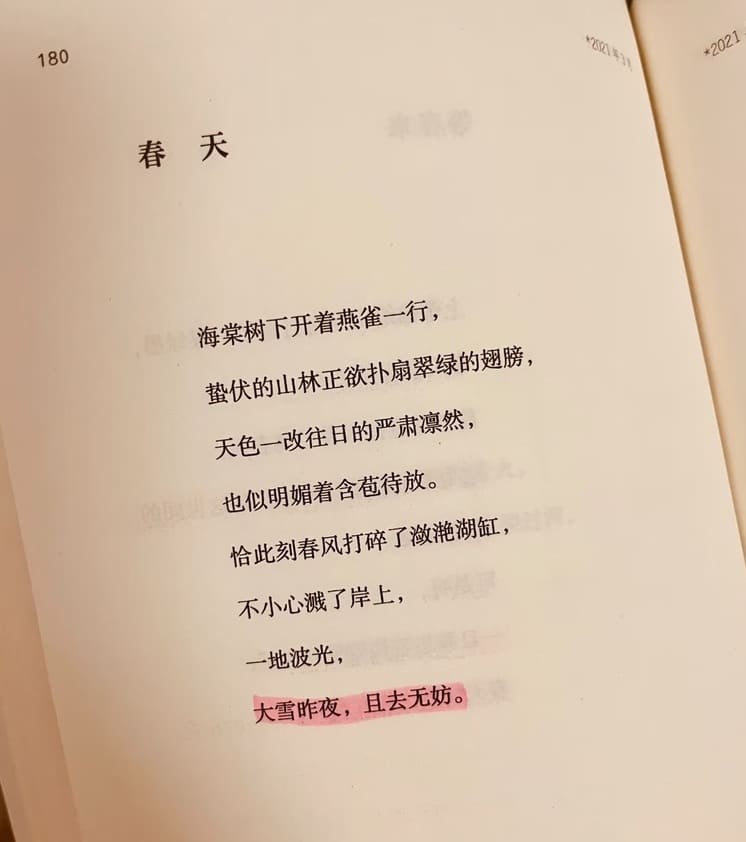 180
*2021年3月
*2021
春 天
海棠树下开着燕雀一行，
蛰伏的山林正欲扑扇翠绿的翅膀，
天色一改往日的严肃凛然，
也似明媚着含苞待放。
恰此刻春风打碎了潋滟湖缸，
不小心溅了岸上，
一地波光，
大雪昨夜，且去无妨。